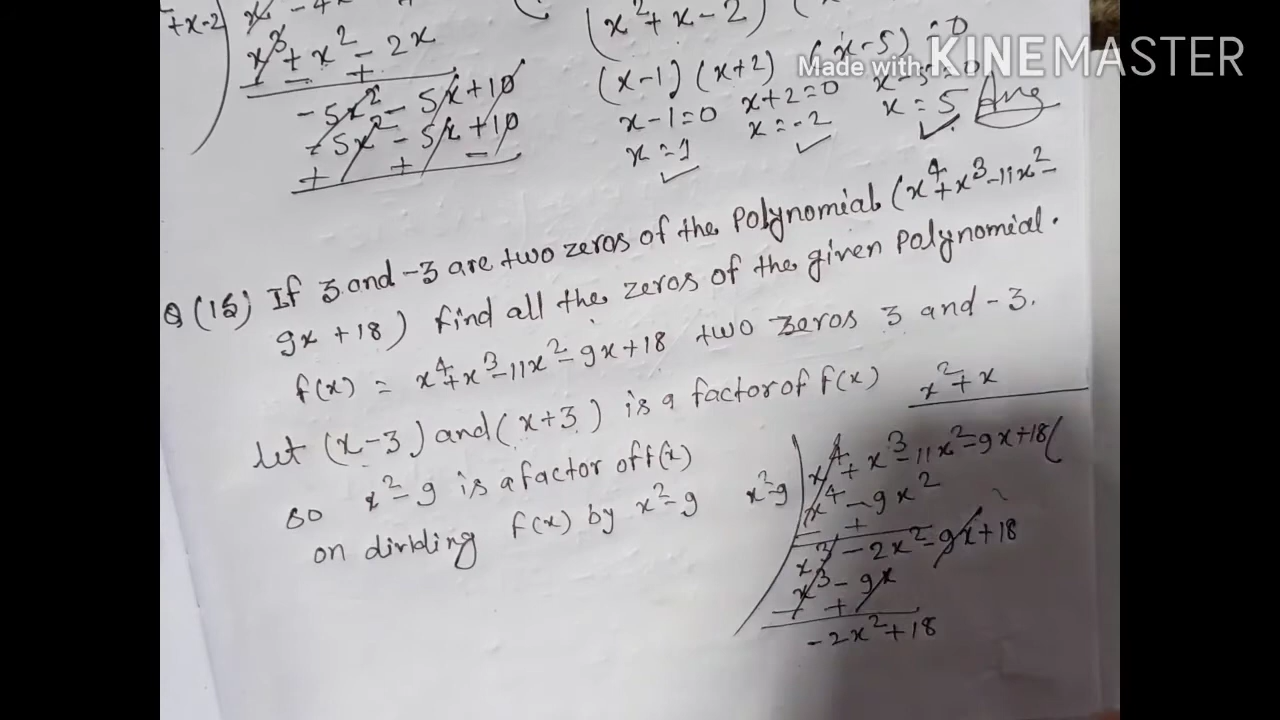 +x-2) x³ - 4x
x³ + x² - 2x
- - +
-5x² - 5x + 10
-5x² - 5x + 10
+ + -
(x² + x - 2) (
(x-1) (x+2) (x-5) = 0
x-1=0 x+2=0 x-5=0
x=1 x=-2 x=5 Ans
Made with KINEMASTER
Q(15) If 3 and -3 are two zeros of the Polynomial (x⁴+x³-11x²-
9x +18) find all the zeros of the given Polynomial.
f(x) = x⁴+x³-11x²-9x+18 two zeros 3 and -3.
let (x-3) and (x+3) is a factor of f(x)
so x²-9 is a factor of f(x)
on dividing f(x) by x²-9
x²+x
x²-9) x⁴+x³-11x²-9x+18(
x⁴ -9x²
- +
x³ - 2x² - 9x + 18
x³ - 9x
- +
-2x² + 18